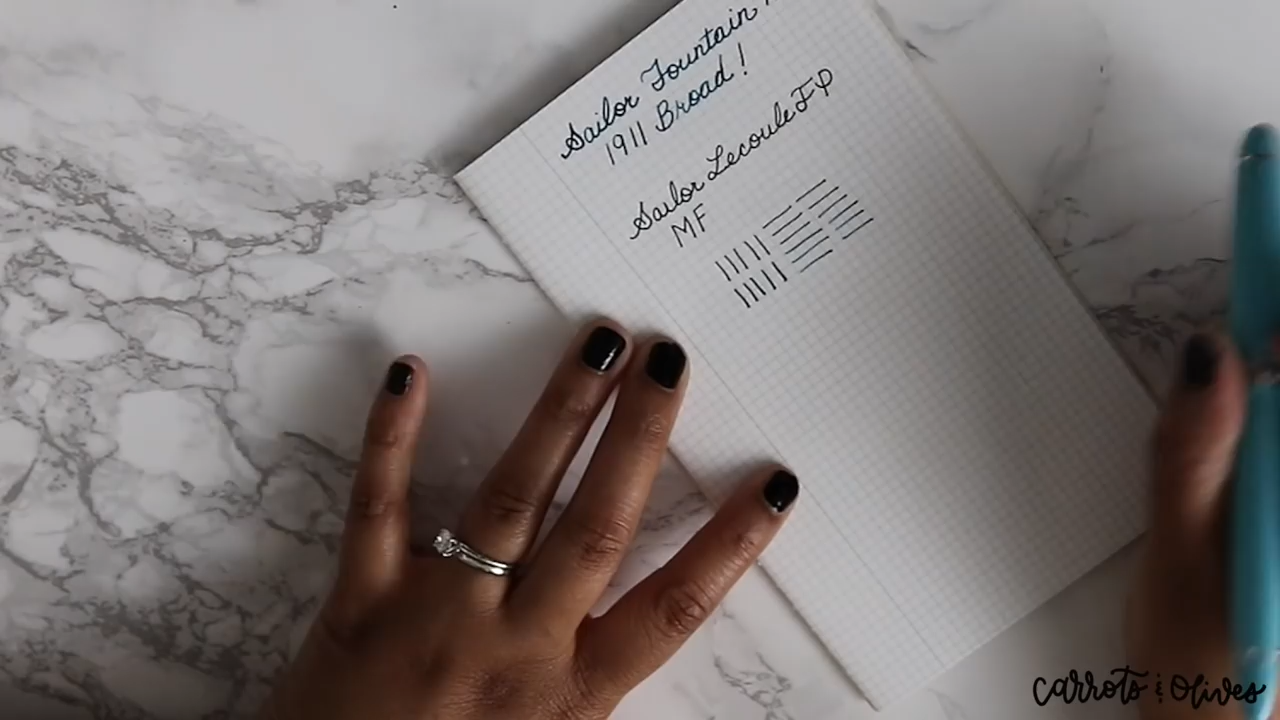 Sailor Fountain
1911 Broad!
Sailor Lecoule FP
MF
carrots & Olives